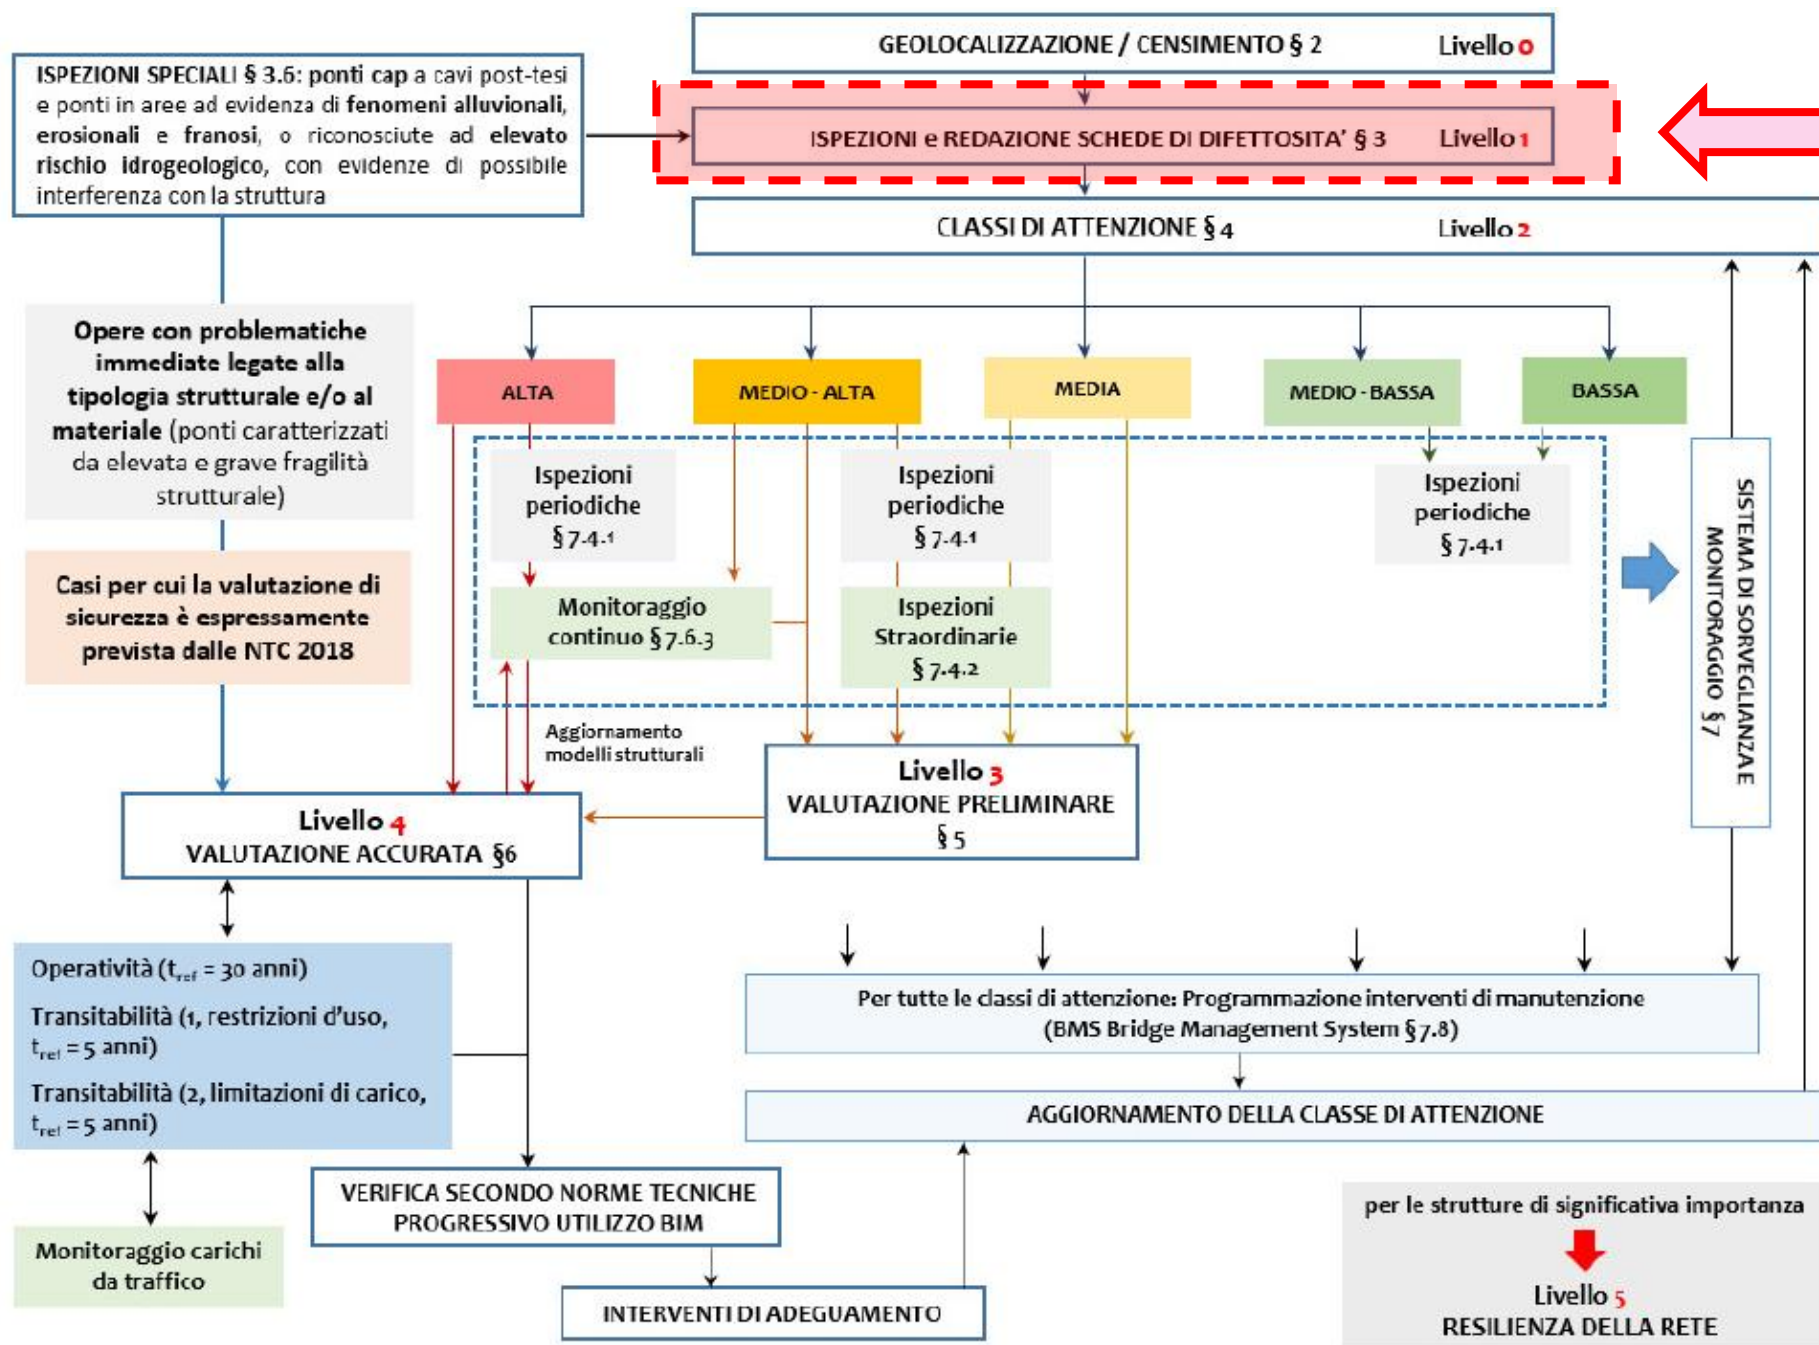 GEOLOCALIZZAZIONE / CENSIMENTO § 2 Livello 0
ISPEZIONI SPECIALI § 3.6: ponti cap a cavi post-tesi
e ponti in aree ad evidenza di fenomeni alluvionali,
erosionali e franosi, o riconosciute ad elevato
rischio idrogeologico, con evidenze di possibile
interferenza con la struttura
ISPEZIONI e REDAZIONE SCHEDE DI DIFETTOSITA’ § 3 Livello 1
CLASSI DI ATTENZIONE § 4 Livello 2
Opere con problematiche
immediate legate alla
tipologia strutturale e/o al
materiale (ponti caratterizzati
da elevata e grave fragilità
strutturale)
ALTA
MEDIO - ALTA
MEDIA
MEDIO - BASSA
BASSA
Ispezioni
periodiche
§ 7.4.1
Ispezioni
periodiche
§ 7.4.1
Ispezioni
periodiche
§ 7.4.1
SISTEMA DI SORVEGLIANZA E
MONITORAGGIO §7
Casi per cui la valutazione di
sicurezza è espressamente
prevista dalle NTC 2018
Monitoraggio
continuo § 7.6.3
Ispezioni
Straordinarie
§ 7.4.2
Aggiornamento
modelli strutturali
Livello 3
VALUTAZIONE PRELIMINARE
§ 5
Livello 4
VALUTAZIONE ACCURATA §6
Operatività (tref = 30 anni)
Transitabilità (1, restrizioni d’uso,
tref = 5 anni)
Transitabilità (2, limitazioni di carico,
tref = 5 anni)
Per tutte le classi di attenzione: Programmazione interventi di manutenzione
(BMS Bridge Management System § 7.8)
AGGIORNAMENTO DELLA CLASSE DI ATTENZIONE
VERIFICA SECONDO NORME TECNICHE
PROGRESSIVO UTILIZZO BIM
Monitoraggio carichi
da traffico
INTERVENTI DI ADEGUAMENTO
per le strutture di significativa importanza
Livello 5
RESILIENZA DELLA RETE